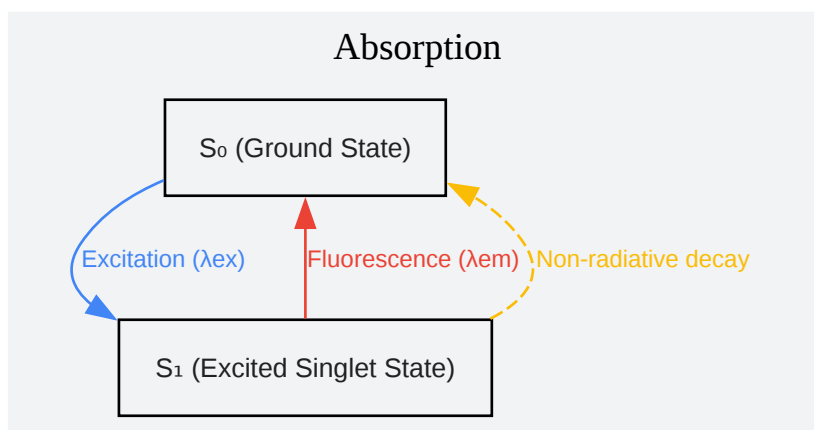 Absorption
S₀ (Ground State)
Excitation (λex)
Fluorescence (λem)
Non-radiative decay
S₁ (Excited Singlet State)